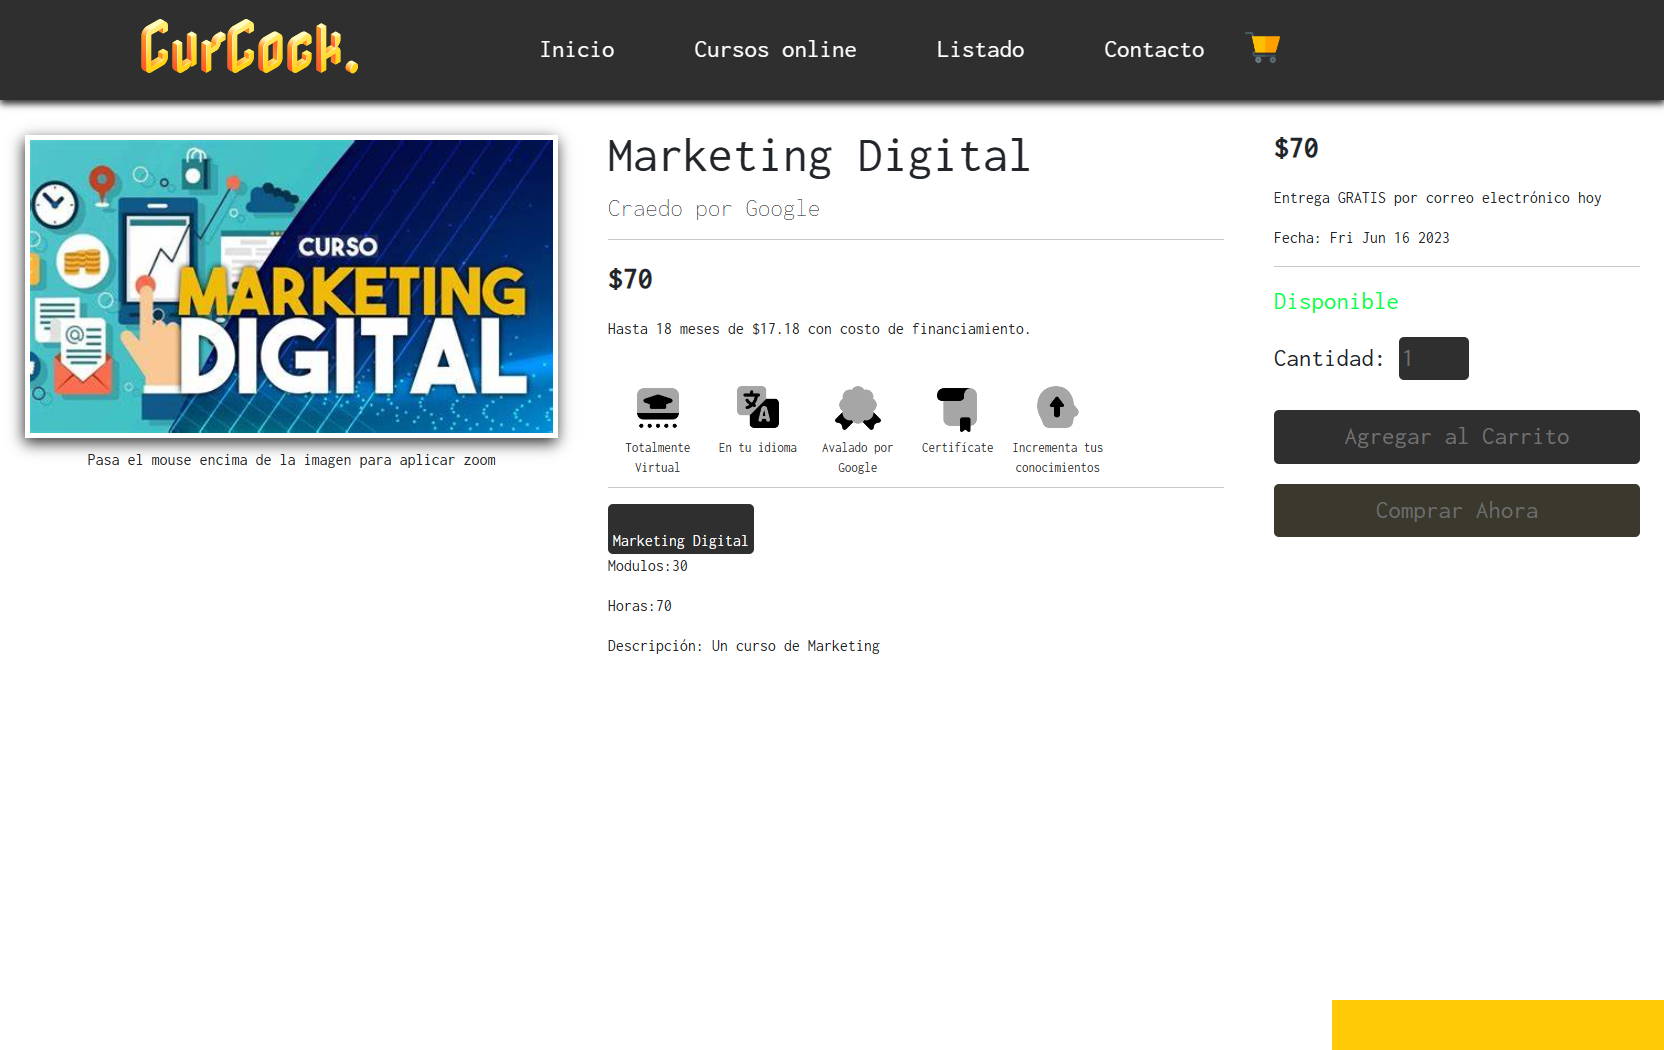 CurCock.
Inicio
Cursos online
Listado
Contacto
CURSO
MARKETING
DIGITAL
Pasa el mouse encima de la imagen para aplicar zoom
Marketing Digital
Craedo por Google
$70
Hasta 18 meses de $17.18 con costo de financiamiento.
Totalmente
Virtual
En tu idioma
Avalado por
Google
Certificate
Incrementa tus
conocimientos
Marketing Digital
Modulos:30
Horas:70
Descripción: Un curso de Marketing
$70
Entrega GRATIS por correo electrónico hoy
Fecha: Fri Jun 16 2023
Disponible
Cantidad: 1
Agregar al Carrito
Comprar Ahora